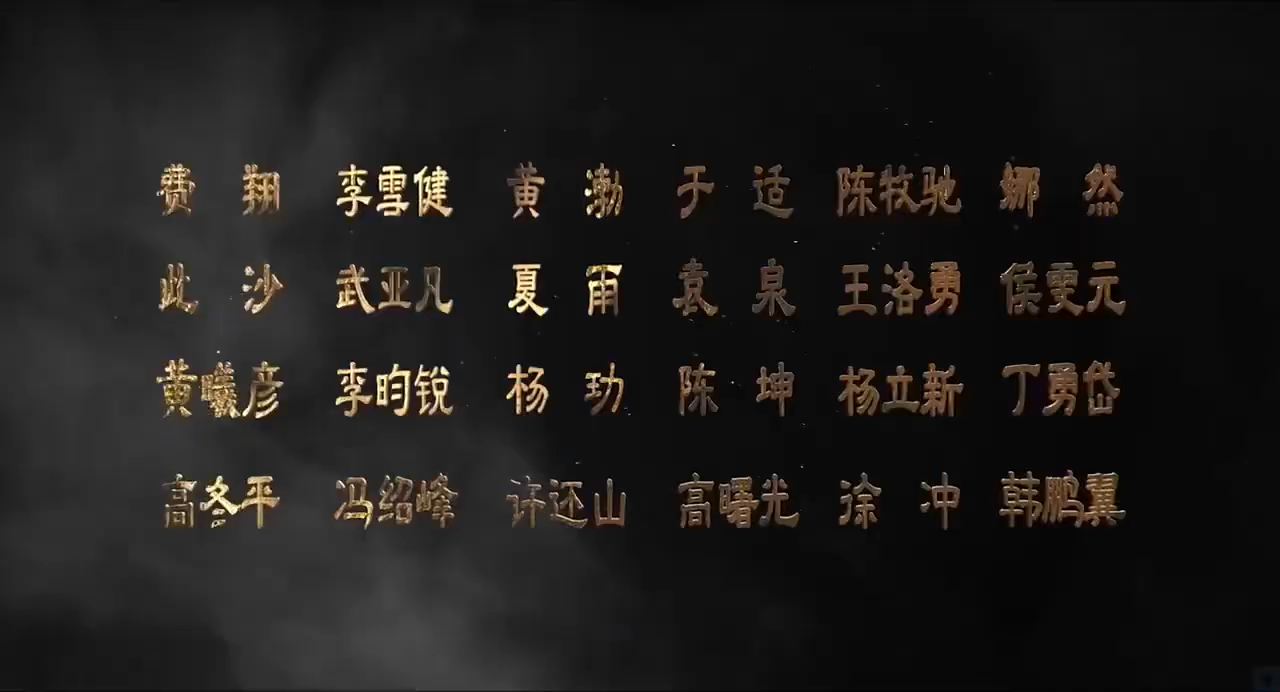 费翔 李雪健 黄渤 于适 陈牧驰 娜然
此沙 武亚凡 夏雨 袁泉 王洛勇 侯雯元
黄曦彦 李昀锐 杨玏 陈坤 杨立新 丁勇岱
高冬平 冯绍峰 许还山 高曙光 徐冲 韩鹏翼